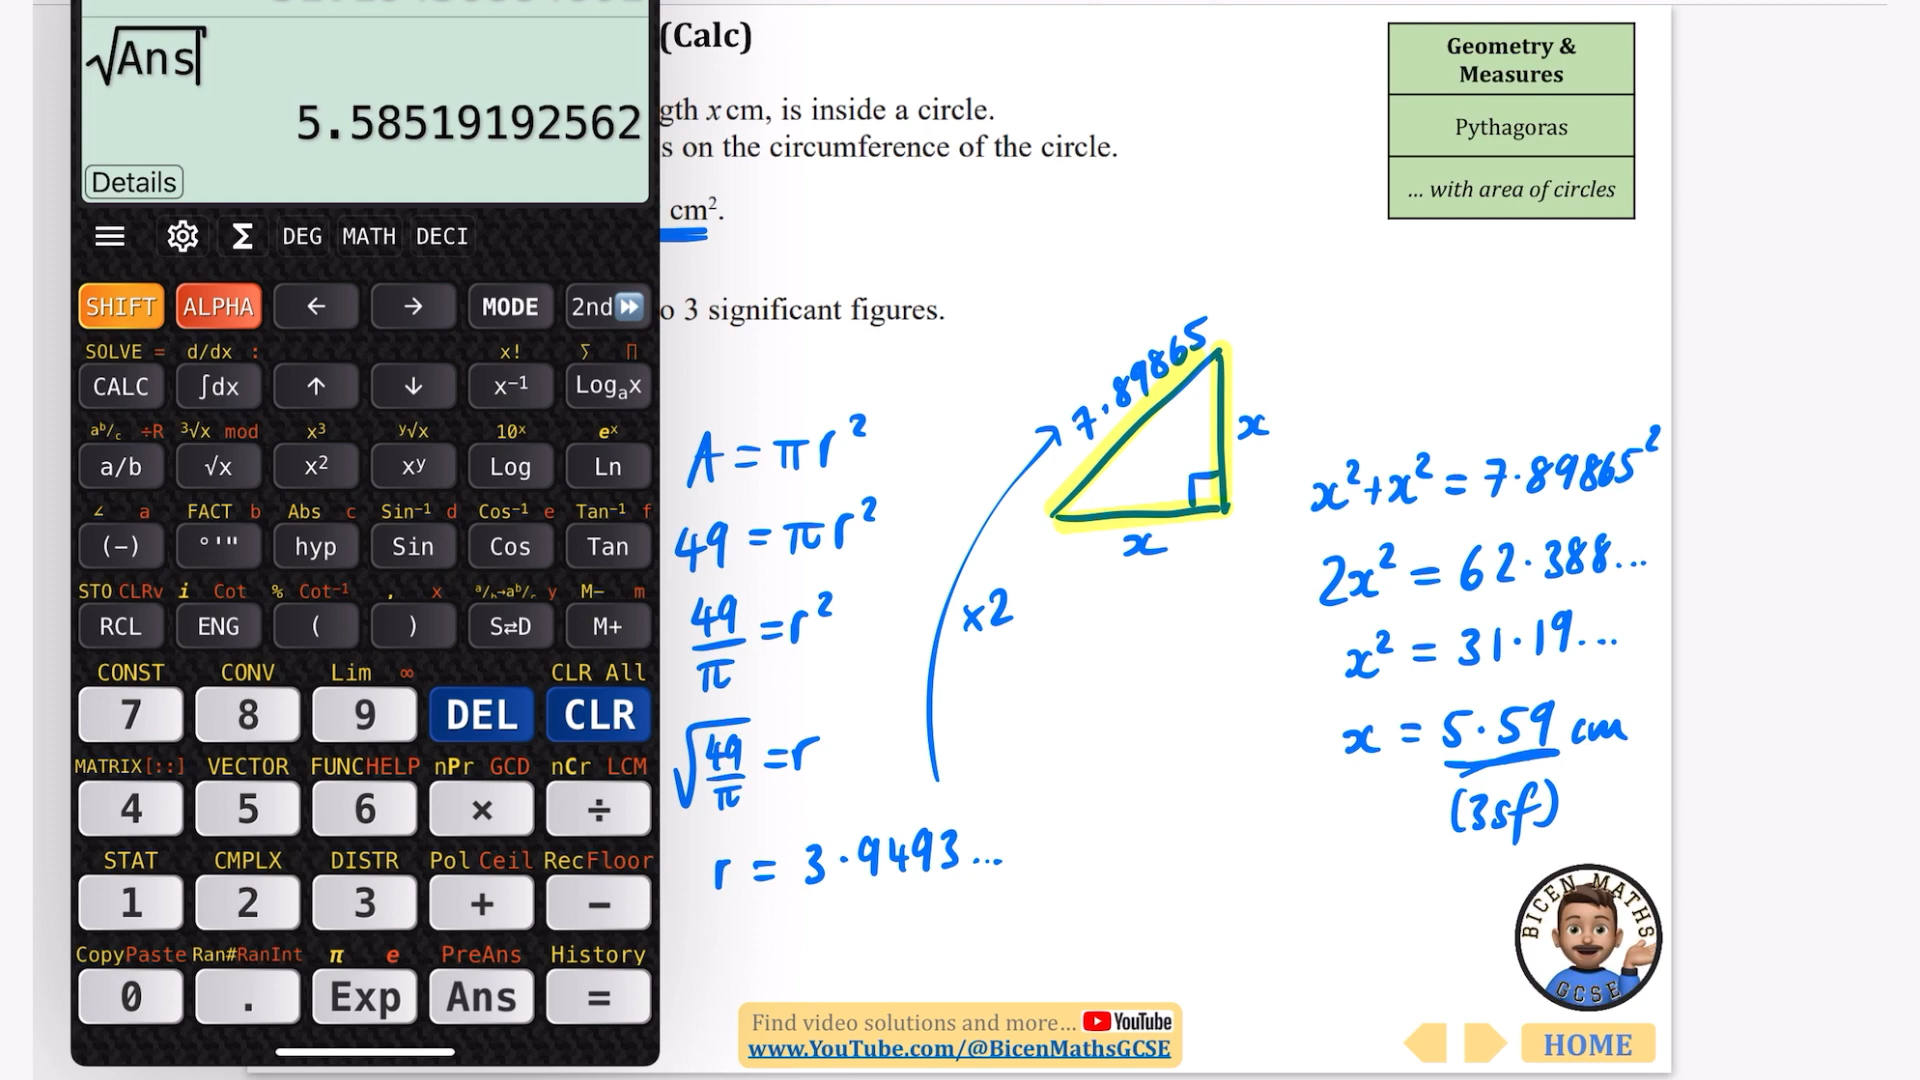 √Ans
5.58519192562
Details
DEG MATH DECI
SHIFT ALPHA ← → MODE 2nd
SOLVE = d/dx : x! ∑ ∏
CALC ∫dx ↑ ↓ x⁻¹ Logₐx
aᵇ/꜀ ÷R ³√x mod x³ ʸ√x 10ˣ eˣ
a/b √x x² xʸ Log Ln
∠ a FACT b Abs c Sin⁻¹ d Cos⁻¹ e Tan⁻¹ f
(−) °'" hyp Sin Cos Tan
STO CLRv i Cot % Cot⁻¹ , x y M− m
RCL ENG ( ) S⇄D M+
CONST CONV Lim ∞ CLR All
7 8 9 DEL CLR
MATRIX[::] VECTOR FUNC HELP nPr GCD nCr LCM
4 5 6 × ÷
STAT CMPLX DISTR Pol Ceil Rec Floor
1 2 3 + −
Copy Paste Ran# RanInt π e PreAns History
0 . Exp Ans =
(Calc)
gth x cm, is inside a circle.
s on the circumference of the circle.
cm².
o 3 significant figures.
Geometry &
Measures
Pythagoras
... with area of circles
A = πr²
49 = πr²
49/π = r²
√(49/π) = r
r = 3.9493...
×2
7.89865
x
x
x² + x² = 7.89865²
2x² = 62.388...
x² = 31.19...
x = 5.59 cm
(3sf)
BICEN MATHS
GCSE
Find video solutions and more... YouTube
www.YouTube.com/@BicenMathsGCSE
HOME